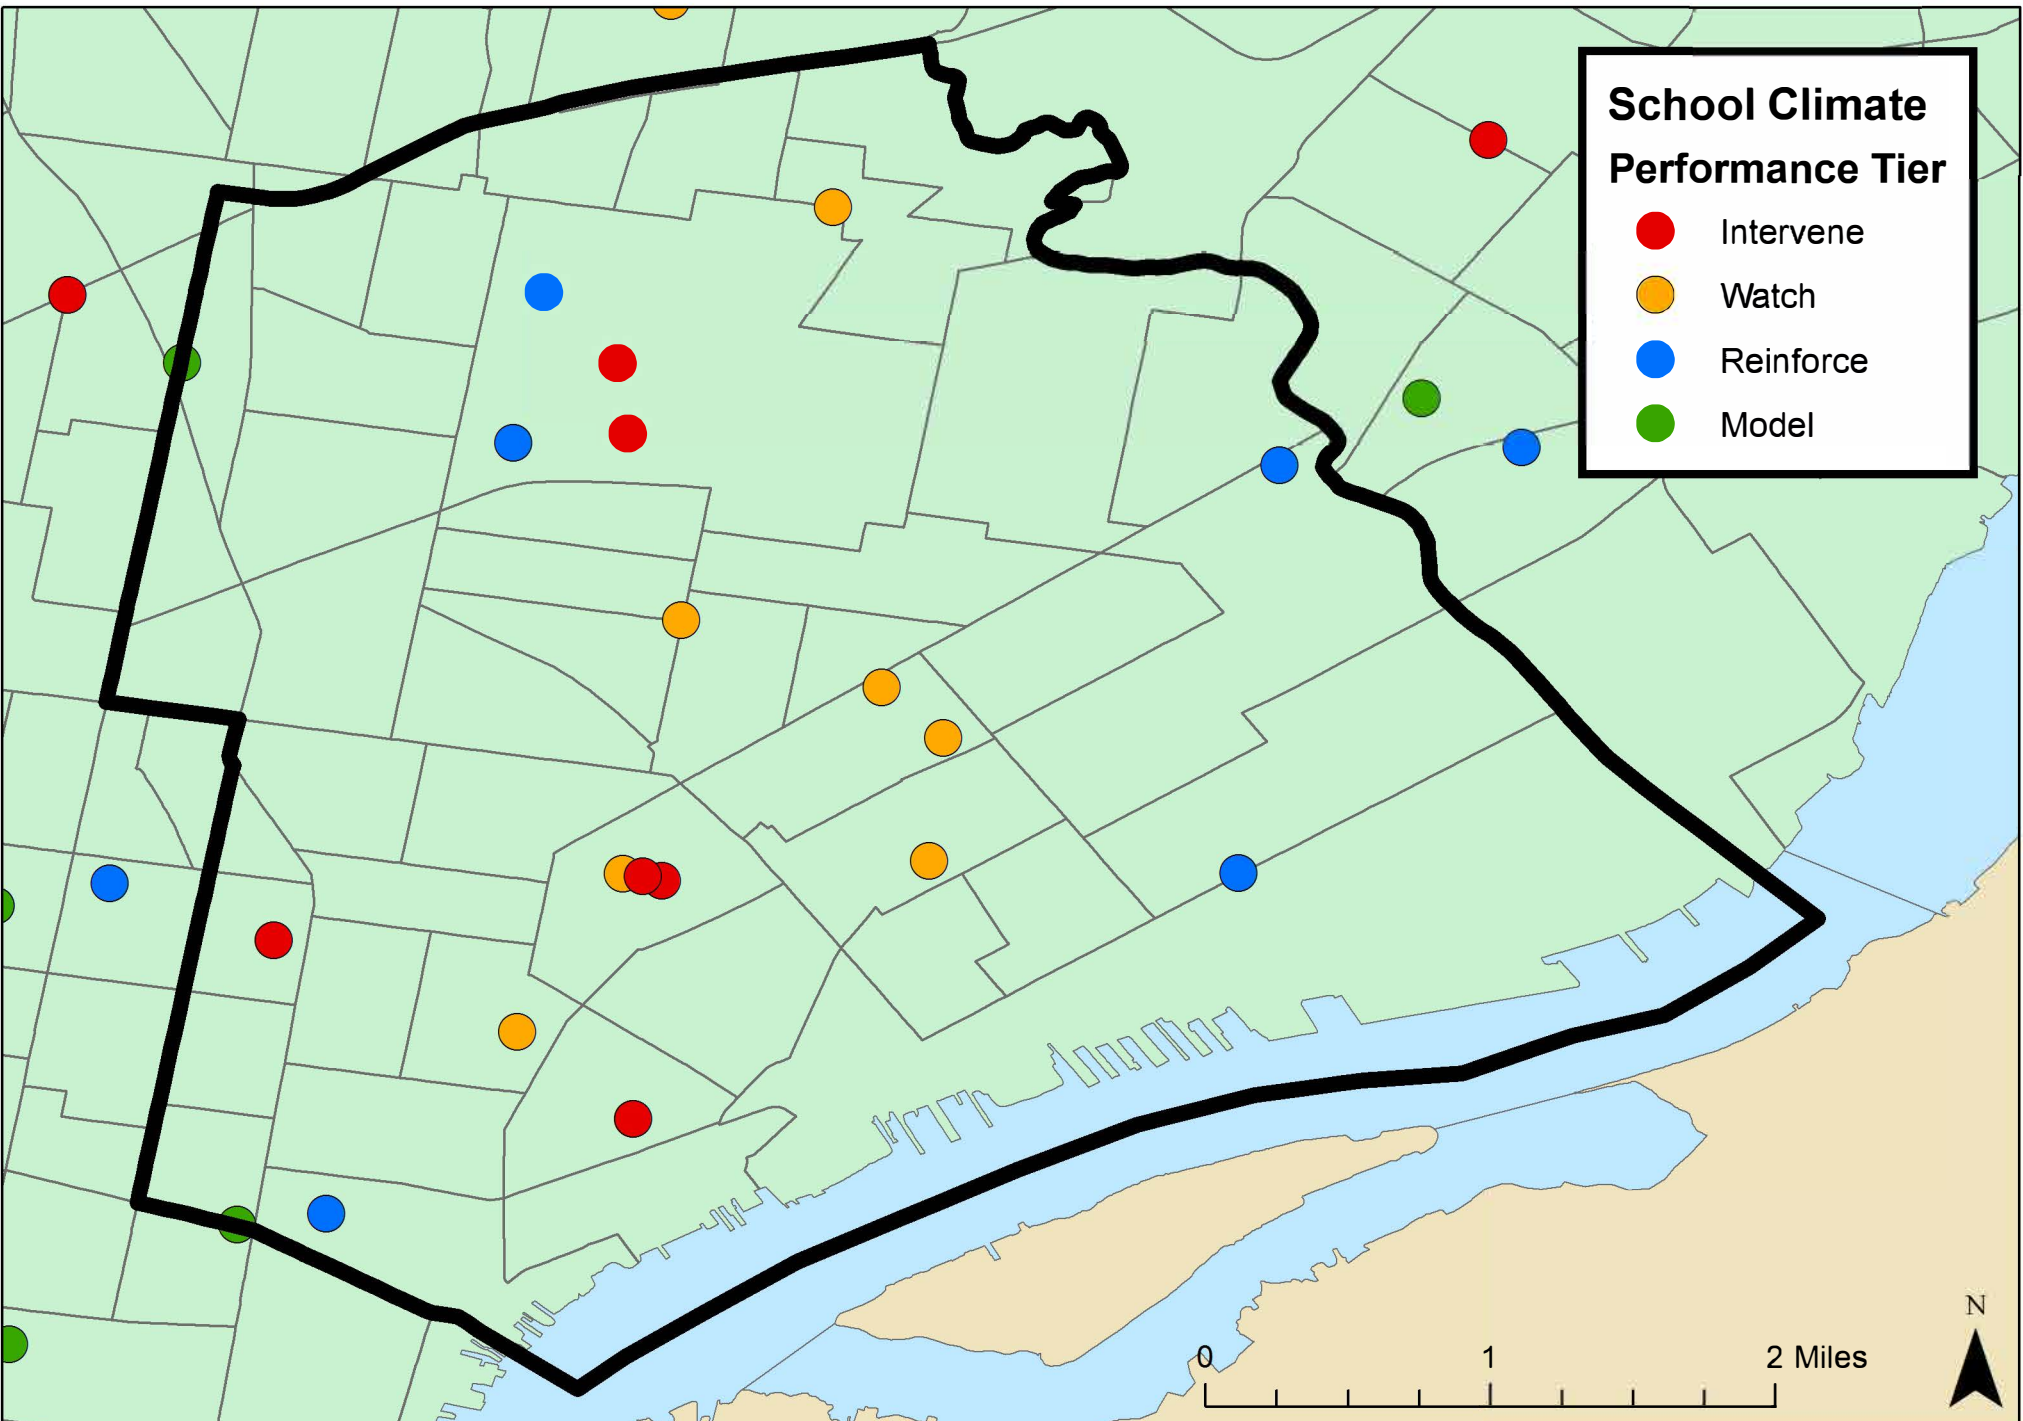 School Climate
Performance Tier
Intervene
Watch
Reinforce
Model
N
0 1 2 Miles